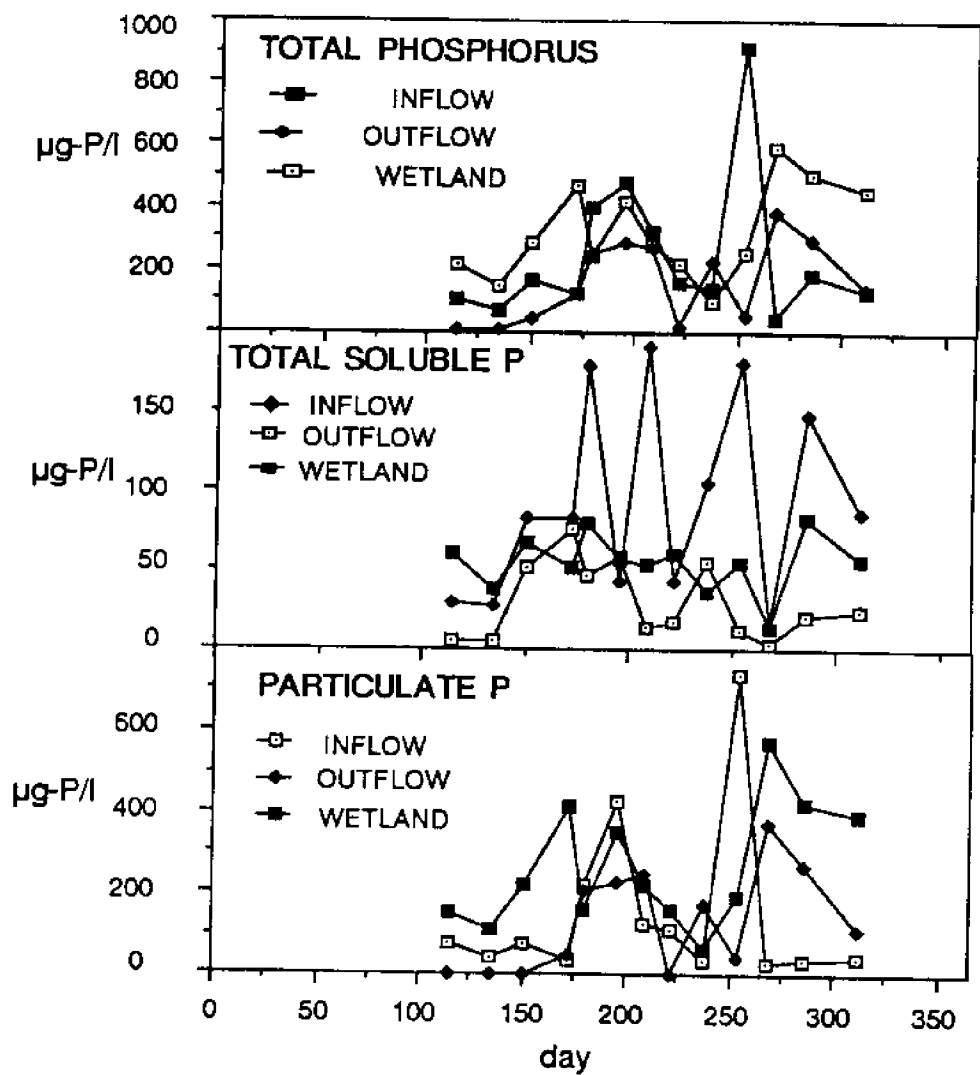 1000
TOTAL PHOSPHORUS
800
INFLOW
OUTFLOW
µg-P/l 600
WETLAND
400
200
TOTAL SOLUBLE P
150
INFLOW
OUTFLOW
µg-P/l 100
WETLAND
50
0
PARTICULATE P
600
INFLOW
OUTFLOW
µg-P/l
WETLAND
400
200
0
0 50 100 150 200 250 300 350
day